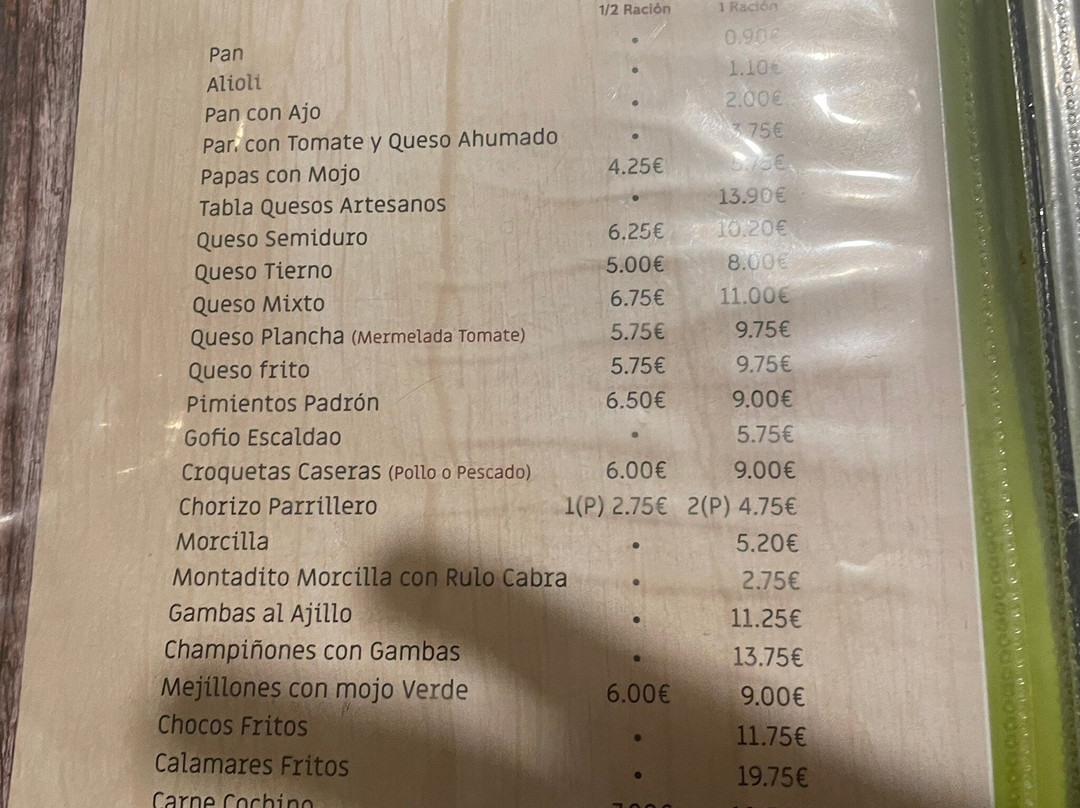 1/2 Ración 1 Ración
Pan • 0.90€
Alioli • 1.10€
Pan con Ajo • 2.00€
Pan con Tomate y Queso Ahumado • 3.75€
Papas con Mojo 4.25€
Tabla Quesos Artesanos • 13.90€
Queso Semiduro 6.25€ 10.20€
Queso Tierno 5.00€ 8.00€
Queso Mixto 6.75€ 11.00€
Queso Plancha (Mermelada Tomate) 5.75€ 9.75€
Queso frito 5.75€ 9.75€
Pimientos Padrón 6.50€ 9.00€
Gofio Escaldao • 5.75€
Croquetas Caseras (Pollo o Pescado) 6.00€ 9.00€
Chorizo Parrillero 1(P) 2.75€ 2(P) 4.75€
Morcilla • 5.20€
Montadito Morcilla con Rulo Cabra • 2.75€
Gambas al Ajillo • 11.25€
Champiñones con Gambas • 13.75€
Mejillones con mojo Verde 6.00€ 9.00€
Chocos Fritos • 11.75€
Calamares Fritos • 19.75€
Carne Cochino